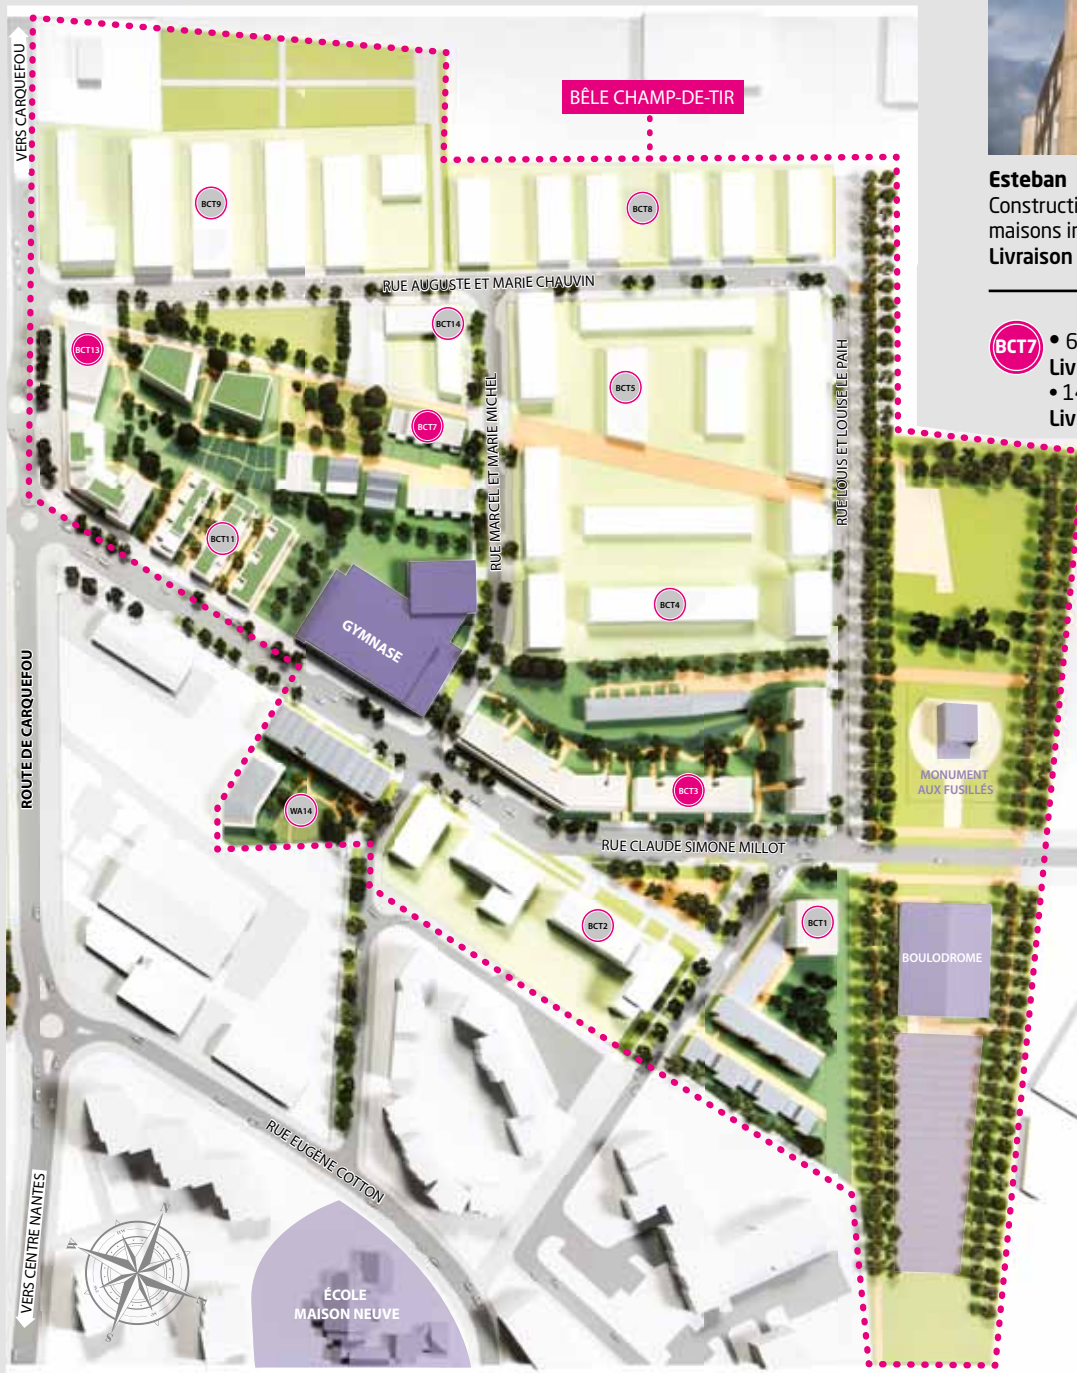 VERS CARQUEFOU
BÊLE CHAMP-DE-TIR
Esteban
Constructi
maisons in
Livraison
BCT9
BCT8
RUE AUGUSTE ET MARIE CHAUVIN
BCT14
BCT13
BCT7
• 6
Liv
• 14
Liv
BCT5
BCT7
RUE MARCEL ET MARIE MICHEL
RUE LOUIS ET LOUISE LE PAIH
BCT11
BCT4
GYMNASE
ROUTE DE CARQUEFOU
MONUMENT
AUX FUSILLÉS
BCT3
WA14
RUE CLAUDE SIMONE MILLOT
BCT2
BCT1
BOULODROME
RUE EUGÈNE COTTON
VERS CENTRE NANTES
N
W
E
S
ÉCOLE
MAISON NEUVE